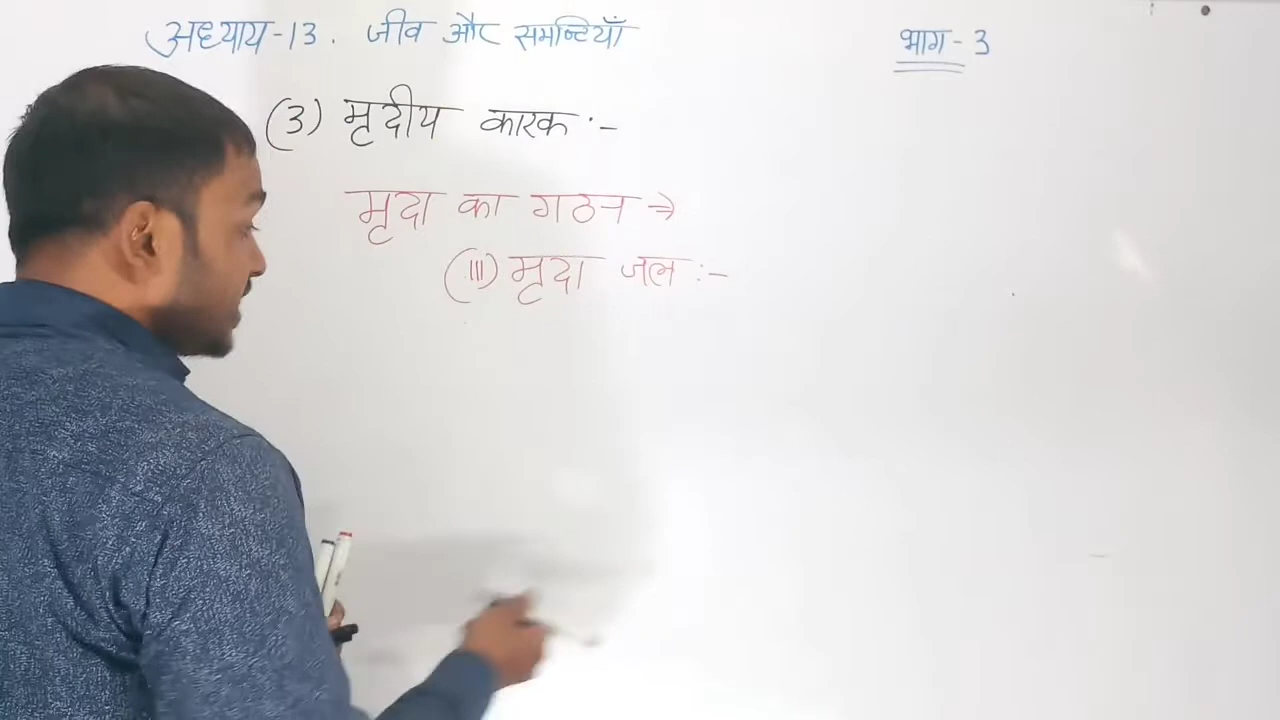 अध्याय-13. जीव और समष्टियाँ
भाग - 3
(3) मृदीय कारक :-
मृदा का गठन →
(III) मृदा जल :-